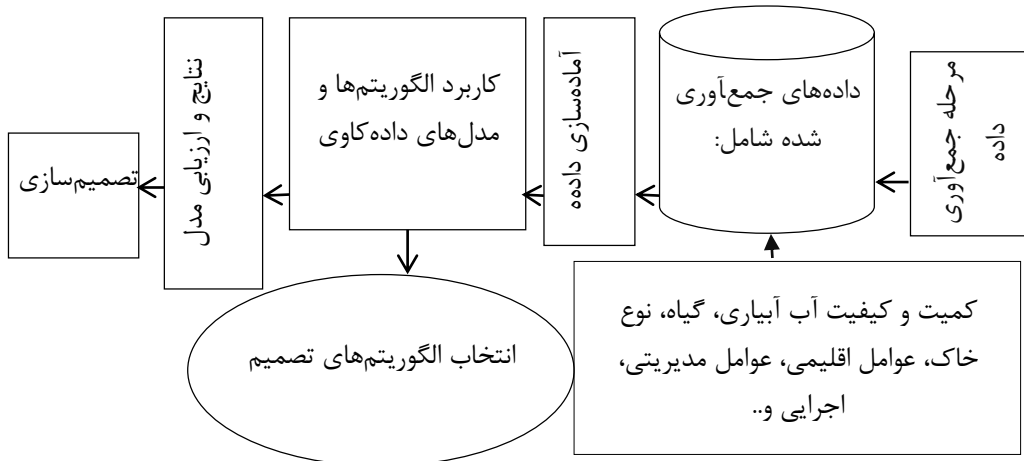 مرحله جمع‌آوری
داده
داده‌های جمع‌آوری
شده شامل:
آماده‌سازی دادهه
کاربرد الگوریتم‌ها و
مدل‌های داده‌کاوی
نتایج و ارزیابی مدل
تصمیم‌سازی
انتخاب الگوریتم‌های تصمیم
کمیت و کیفیت آب آبیاری، گیاه، نوع
خاک، عوامل اقلیمی، عوامل مدیریتی،
اجرایی و..